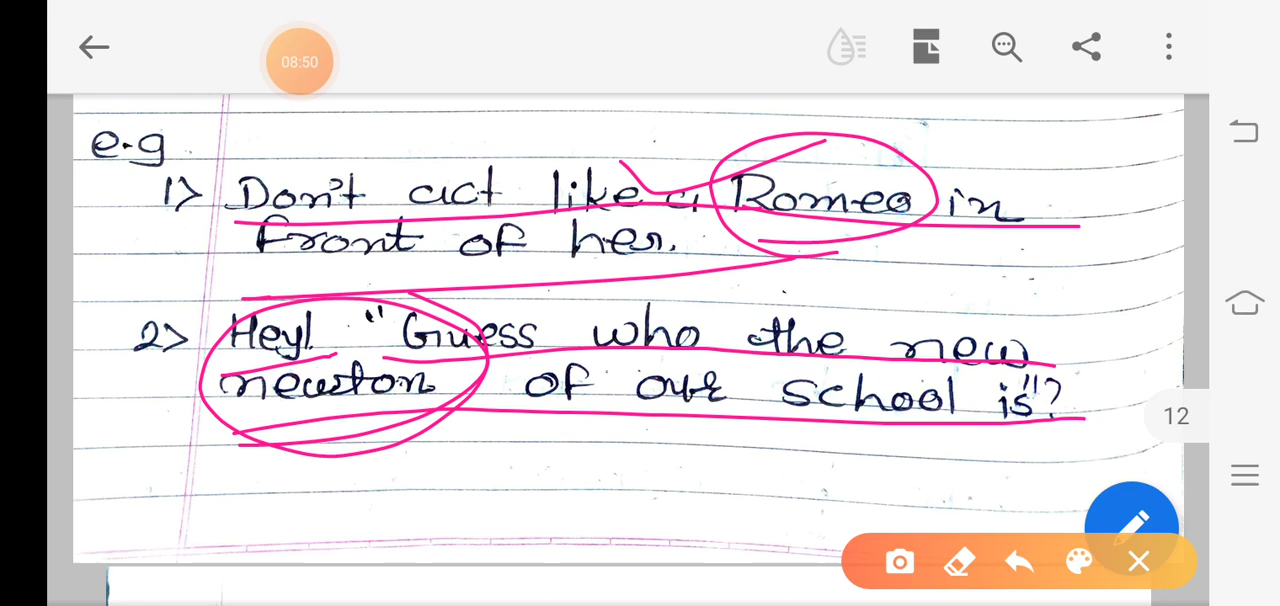 08:50
e.g
1> Don't act like a Romeo in
front of her.
2> Hey! "Guess who the new
newton of our school is"?
12